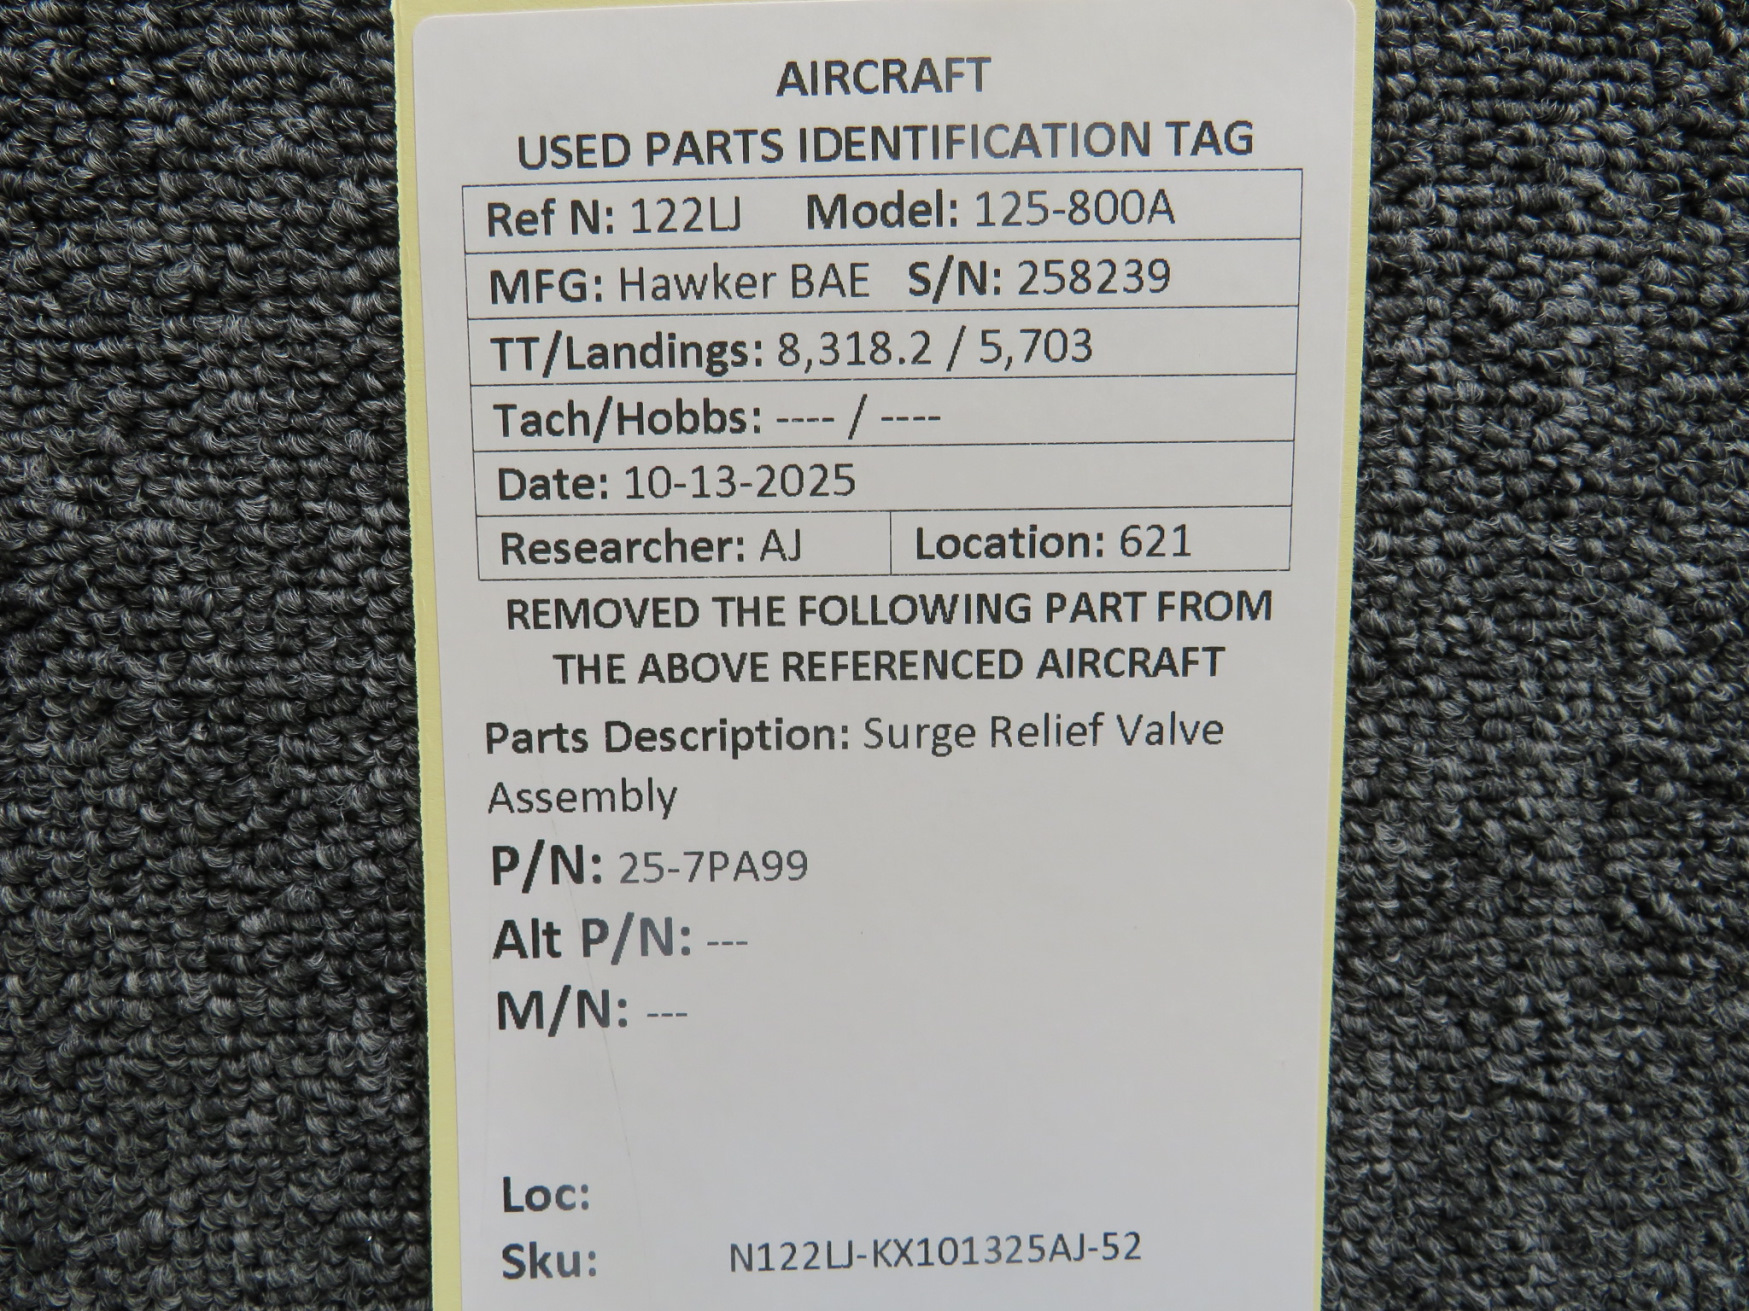 AIRCRAFT
USED PARTS IDENTIFICATION TAG
Ref N: 122LJ Model: 125-800A
MFG: Hawker BAE S/N: 258239
TT/Landings: 8,318.2 / 5,703
Tach/Hobbs: ---- / ----
Date: 10-13-2025
Researcher: AJ Location: 621
REMOVED THE FOLLOWING PART FROM
THE ABOVE REFERENCED AIRCRAFT
Parts Description: Surge Relief Valve
Assembly
P/N: 25-7PA99
Alt P/N: ---
M/N: ---
Loc:
Sku: N122LJ-KX101325AJ-52